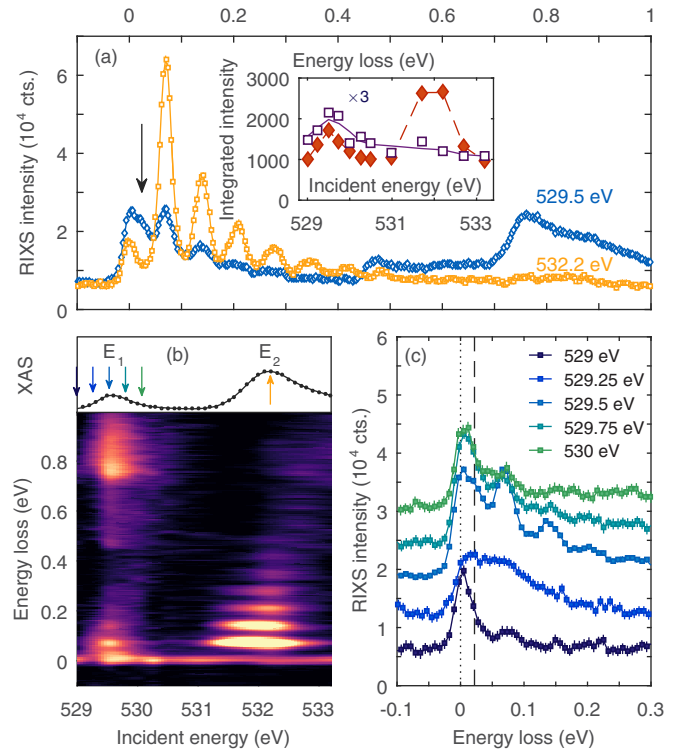 0 0.2 0.4 0.6 0.8 1
(a)
Energy loss (eV)
RIXS intensity (10⁴ cts.)
6
4
2
0
Integrated intensity
3000
2000
1000
0
×3
Incident energy (eV)
529 531 533
529.5 eV
532.2 eV
XAS
E₁ (b) E₂
Energy loss (eV)
0.8
0.6
0.4
0.2
0
529 530 531 532 533
Incident energy (eV)
(c)
529 eV
529.25 eV
529.5 eV
529.75 eV
530 eV
RIXS intensity (10⁴ cts.)
6
5
4
3
2
1
0
-0.1 0 0.1 0.2 0.3
Energy loss (eV)